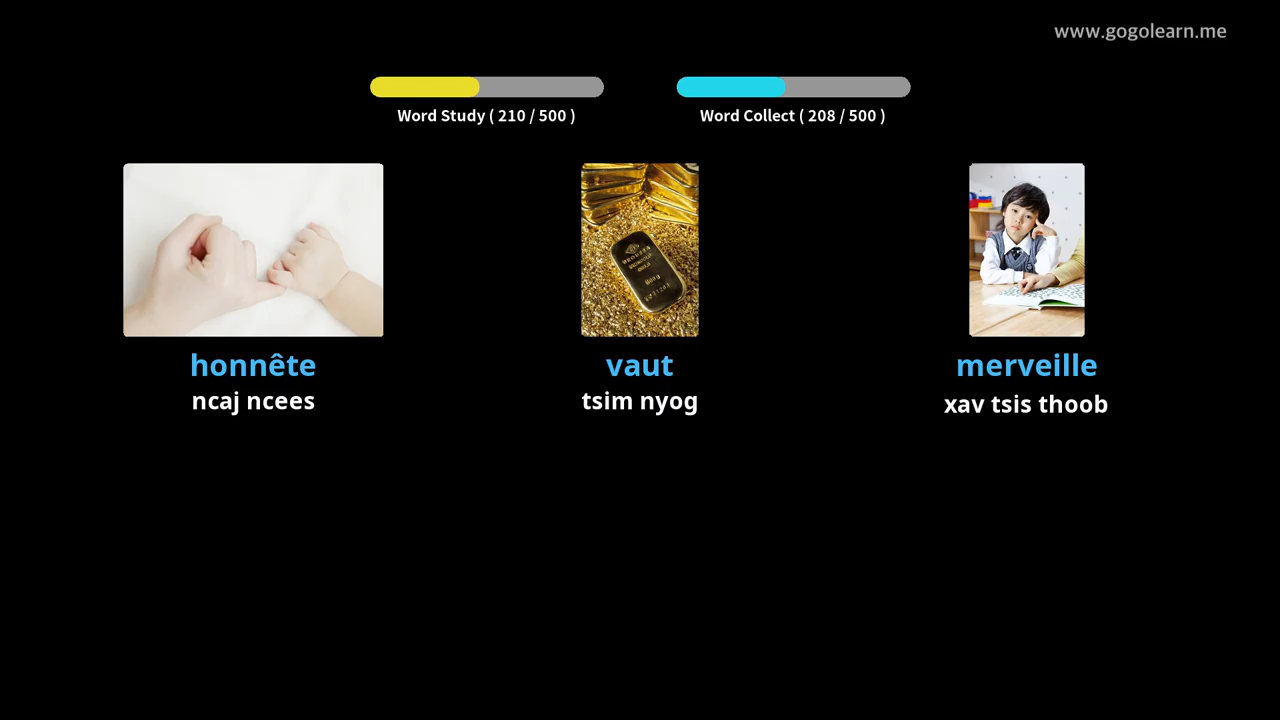 www.gogolearn.me
Word Study ( 210 / 500 )
Word Collect ( 208 / 500 )
honnête
ncaj ncees
vaut
tsim nyog
merveille
xav tsis thoob